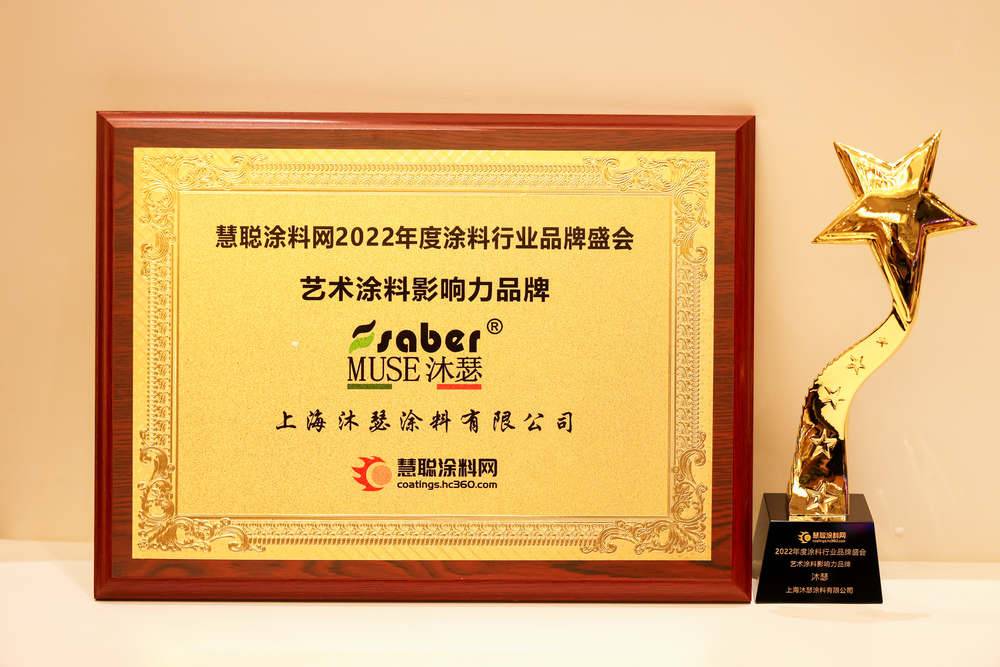 慧聪涂料网2022年度涂料行业品牌盛会
艺术涂料影响力品牌
saber®
MUSE 沐瑟
上海沐瑟涂料有限公司
慧聪涂料网
coatings.hc360.com
慧聪涂料网
coatings.hc360.com
2022年度涂料行业品牌盛会
艺术涂料影响力品牌
沐瑟
上海沐瑟涂料有限公司